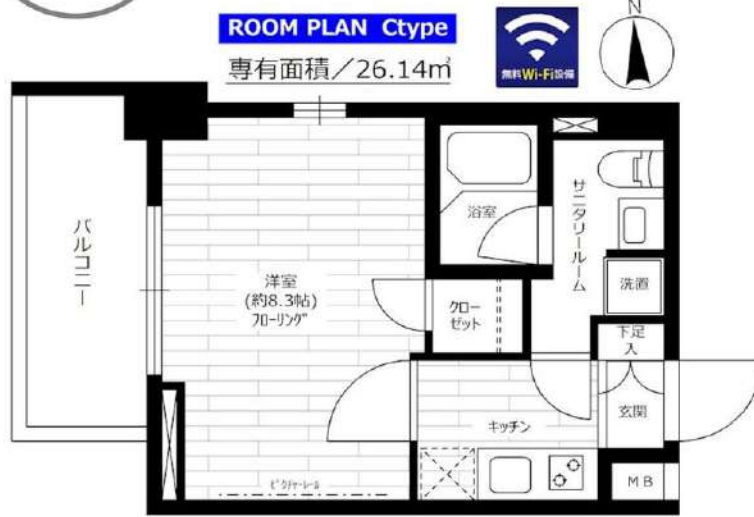 ROOM PLAN Ctype
専有面積／26.14㎡
無料Wi-Fi設備
N
バルコニー
洋室
(約8.3帖)
フローリング
浴室
サニタリールーム
クロー
ゼット
洗置
下足
入
キッチン
玄関
ピクチャーレール
MB